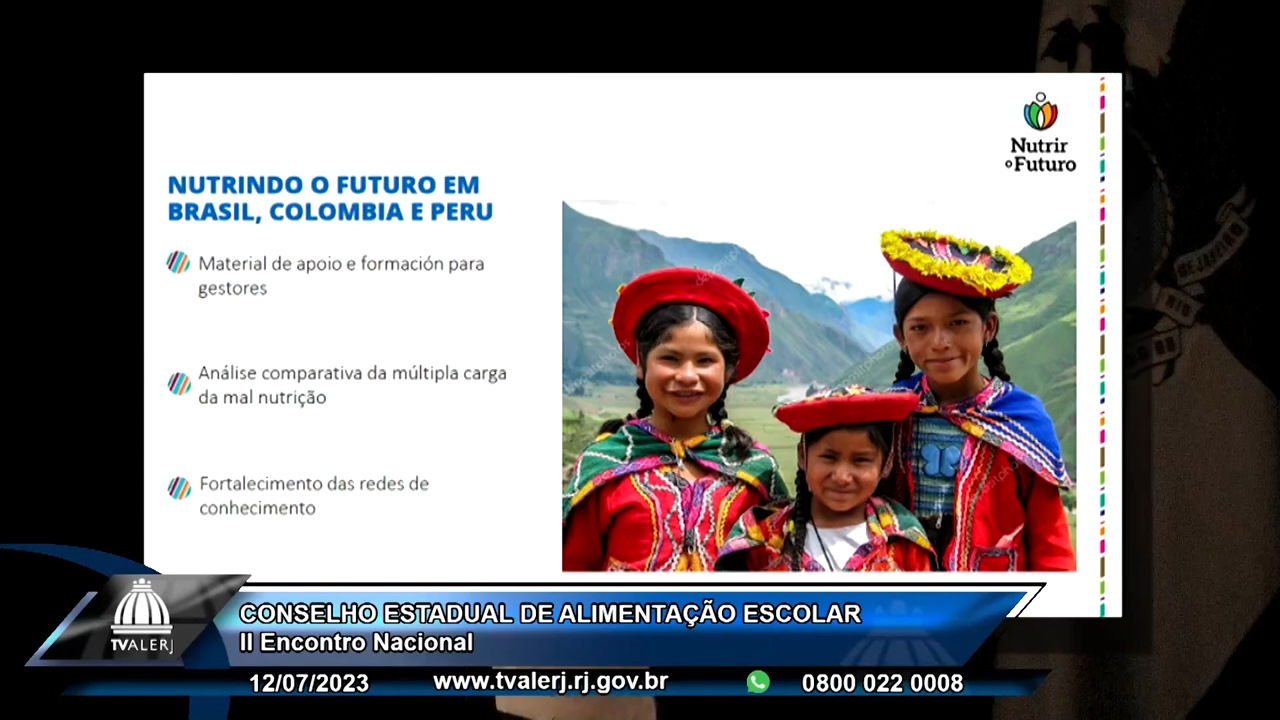 Nutrir
o Futuro
NUTRINDO O FUTURO EM
BRASIL, COLOMBIA E PERU
Material de apoio e formación para
gestores
Análise comparativa da múltipla carga
da mal nutrição
Fortalecimento das redes de
conhecimento
RIO
TVALERJ
CONSELHO ESTADUAL DE ALIMENTAÇÃO ESCOLAR
II Encontro Nacional
12/07/2023
www.tvalerj.rj.gov.br
0800 022 0008